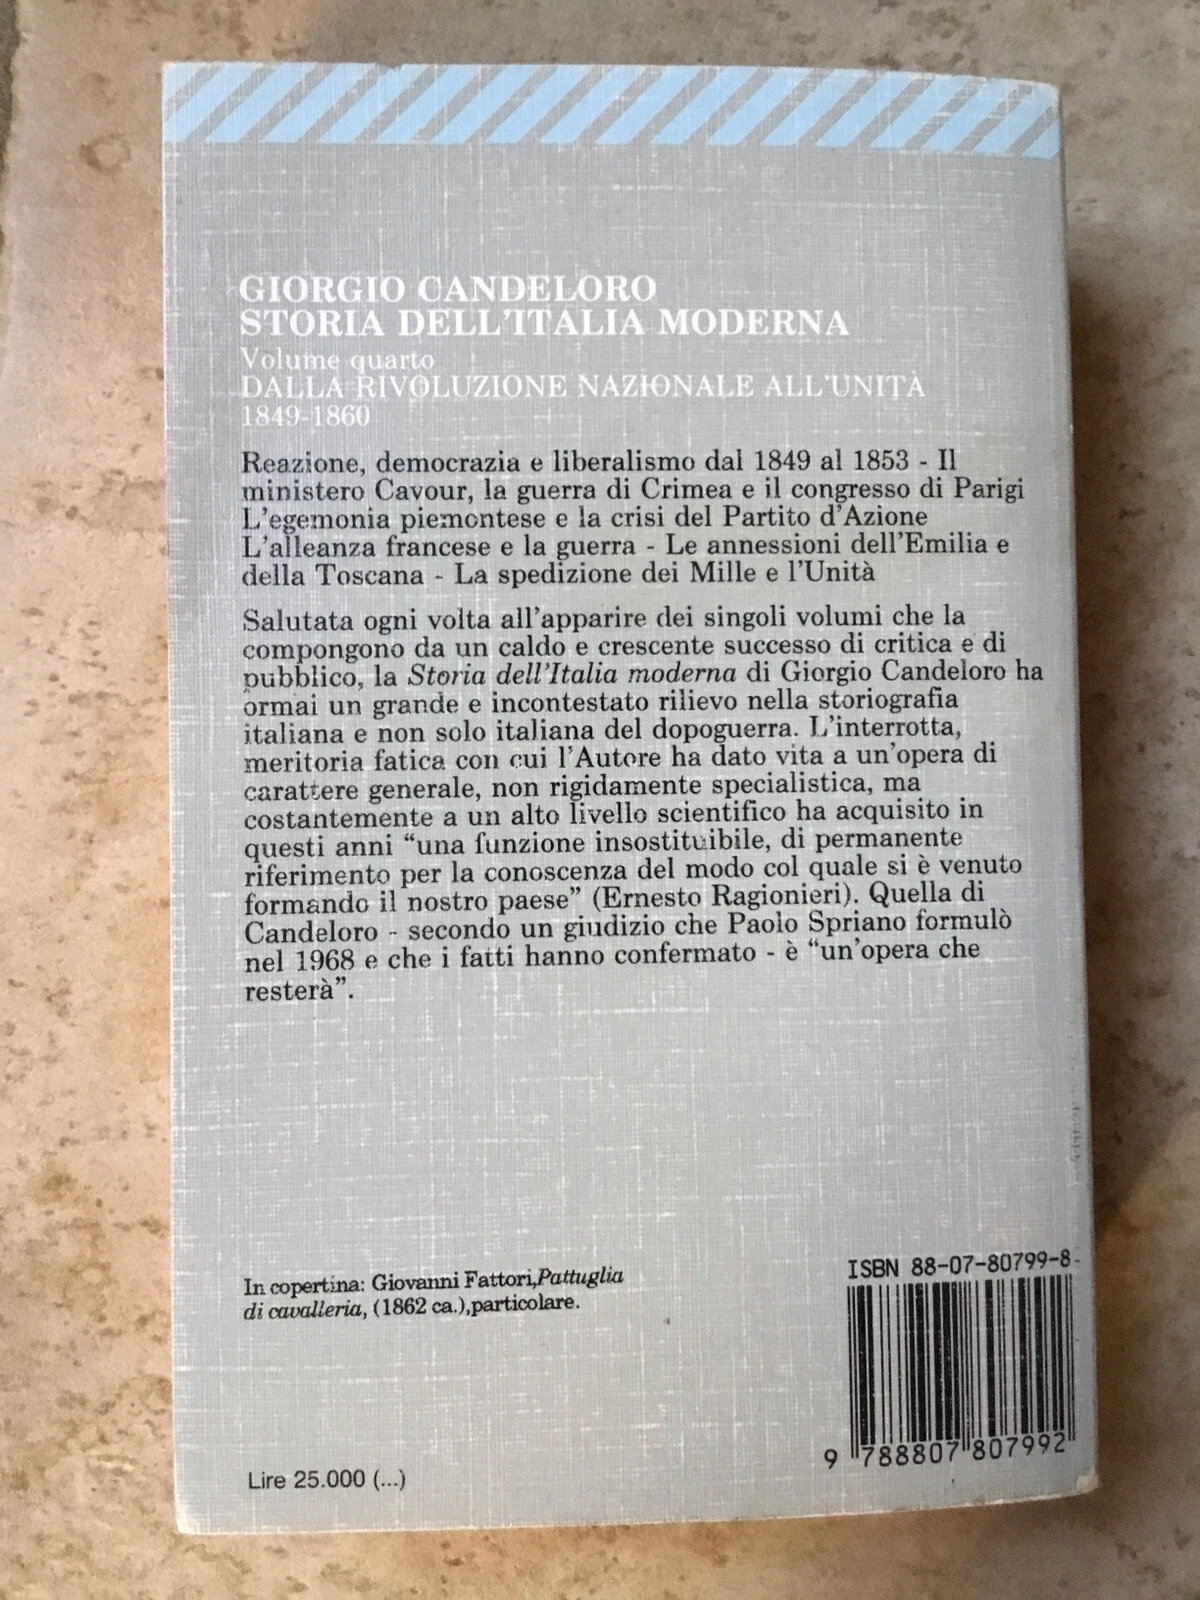 GIORGIO CANDELORO
STORIA DELL'ITALIA MODERNA
Volume quarto
DALLA RIVOLUZIONE NAZIONALE ALL'UNITÀ
1849-1860
Reazione, democrazia e liberalismo dal 1849 al 1853 - Il
ministero Cavour, la guerra di Crimea e il congresso di Parigi
L'egemonia piemontese e la crisi del Partito d'Azione
L'alleanza francese e la guerra - Le annessioni dell'Emilia e
della Toscana - La spedizione dei Mille e l'Unità
Salutata ogni volta all'apparire dei singoli volumi che la
compongono da un caldo e crescente successo di critica e di
pubblico, la Storia dell'Italia moderna di Giorgio Candeloro ha
ormai un grande e incontestato rilievo nella storiografia
italiana e non solo italiana del dopoguerra. L'interrotta,
meritoria fatica con cui l'Autore ha dato vita a un'opera di
carattere generale, non rigidamente specialistica, ma
costantemente a un alto livello scientifico ha acquisito in
questi anni “una funzione insostituibile, di permanente
riferimento per la conoscenza del modo col quale si è venuto
formando il nostro paese” (Ernesto Ragionieri). Quella di
Candeloro - secondo un giudizio che Paolo Spriano formulò
nel 1968 e che i fatti hanno confermato - è “un'opera che
resterà”.
In copertina: Giovanni Fattori,Pattuglia
di cavalleria, (1862 ca.),particolare.
ISBN 88-07-80799-8
9 788807 807992
Lire 25.000 (...)